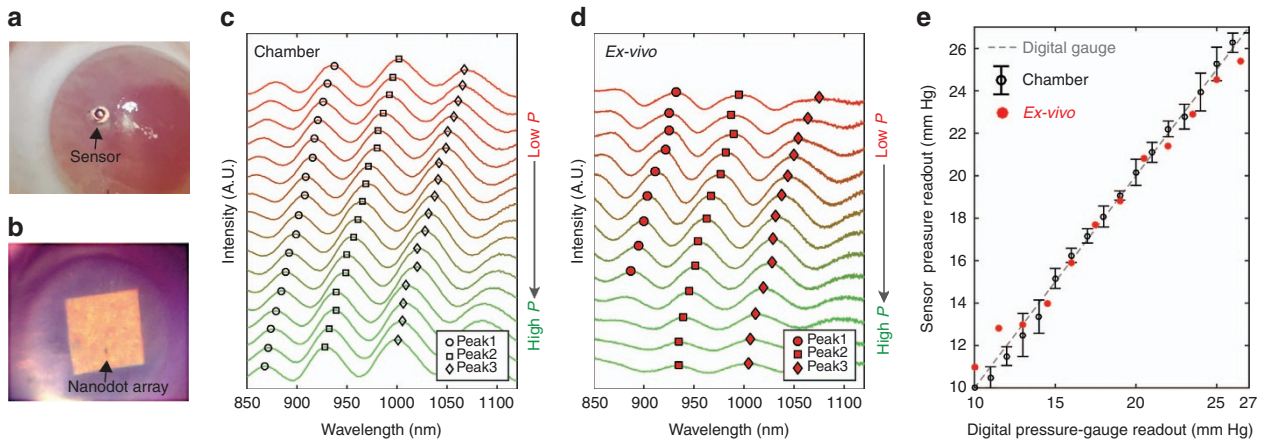 a
Sensor
b
Nanodot array
c
Chamber
Intensity (A.U.)
Low P
High P
Peak1
Peak2
Peak3
850 900 950 1000 1050 1100
Wavelength (nm)
d
Ex-vivo
Intensity (A.U.)
Low P
High P
Peak1
Peak2
Peak3
850 900 950 1000 1050 1100
Wavelength (nm)
e
Sensor preasure readout (mm Hg)
26
24
22
20
18
16
14
12
10
Digital gauge
Chamber
Ex-vivo
10 15 20 25 27
Digital pressure-gauge readout (mm Hg)